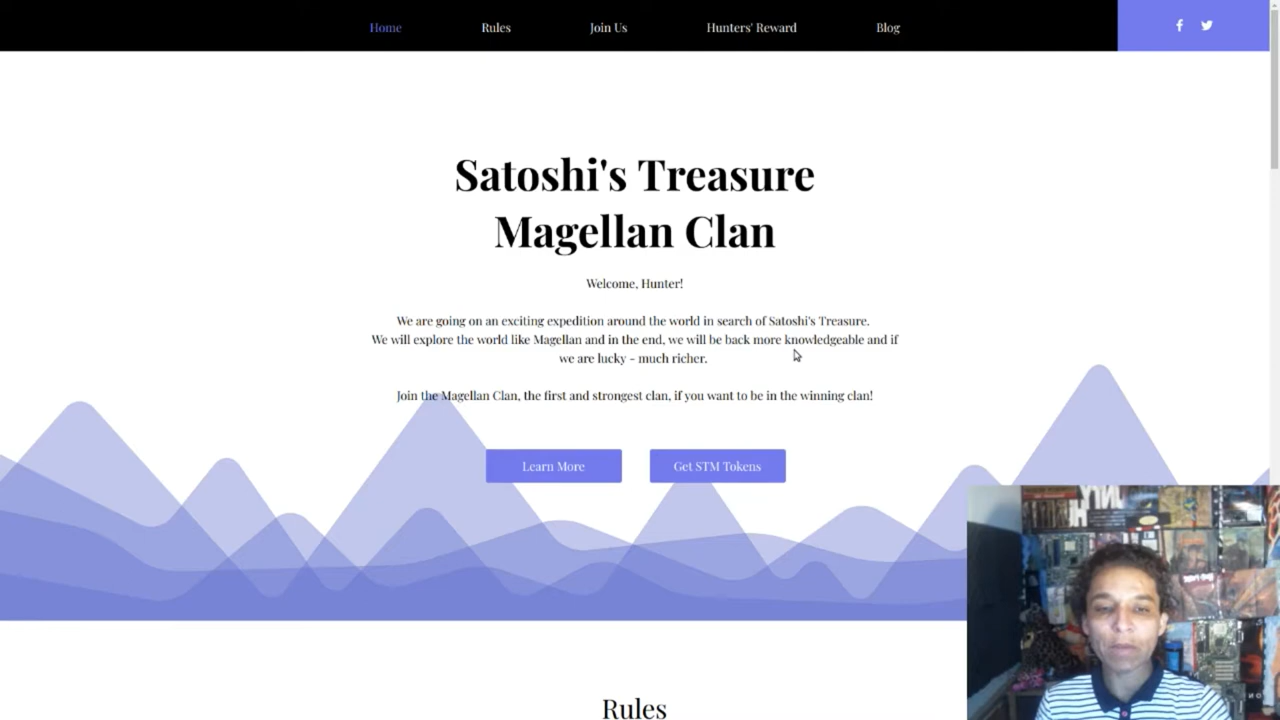 Home Rules Join Us Hunters' Reward Blog
Satoshi's Treasure
Magellan Clan
Welcome, Hunter!
We are going on an exciting expedition around the world in search of Satoshi's Treasure.
We will explore the world like Magellan and in the end, we will be back more knowledgeable and if
we are lucky - much richer.
Join the Magellan Clan, the first and strongest clan, if you want to be in the winning clan!
Learn More Get STM Tokens
Rules